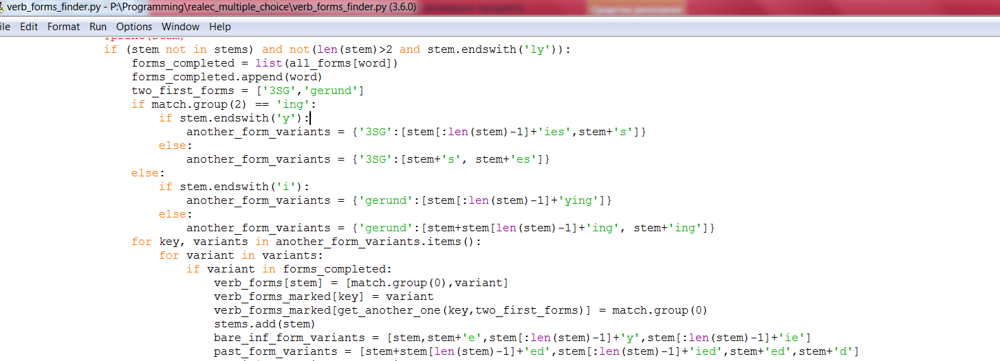 verb_forms_finder.py - P:\Programming\realec_multiple_choice\verb_forms_finder.py (3.6.0)
ile Edit Format Run Options Window Help
if (stem not in stems) and not(len(stem)>2 and stem.endswith('ly')):
forms_completed = list(all_forms[word])
forms_completed.append(word)
two_first_forms = ['3SG','gerund']
if match.group(2) == 'ing':
if stem.endswith('y'):
another_form_variants = {'3SG':[stem[:len(stem)-1]+'ies',stem+'s']}
else:
another_form_variants = {'3SG':[stem+'s', stem+'es']}
else:
if stem.endswith('i'):
another_form_variants = {'gerund':[stem[:len(stem)-1]+'ying']}
else:
another_form_variants = {'gerund':[stem+stem[len(stem)-1]+'ing', stem+'ing']}
for key, variants in another_form_variants.items():
for variant in variants:
if variant in forms_completed:
verb_forms[stem] = [match.group(0),variant]
verb_forms_marked[key] = variant
verb_forms_marked[get_another_one(key,two_first_forms)] = match.group(0)
stems.add(stem)
bare_inf_form_variants = [stem,stem+'e',stem[:len(stem)-1]+'y',stem[:len(stem)-1]+'ie']
past_form_variants = [stem+stem[len(stem)-1]+'ed',stem[:len(stem)-1]+'ied',stem+'ed',stem+'d']